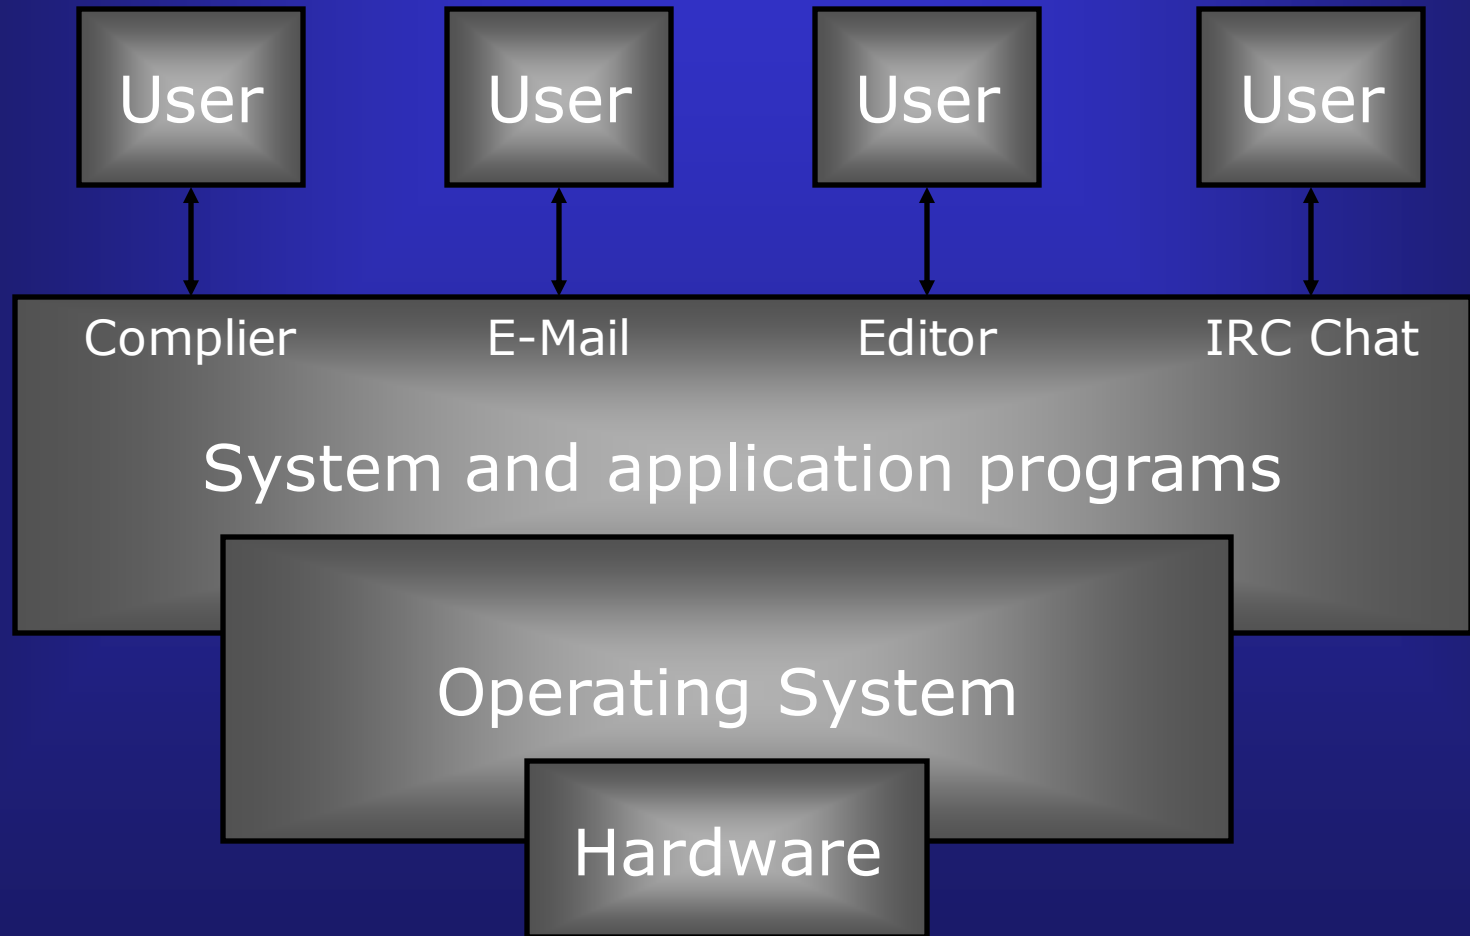 User User User User
Complier E-Mail Editor IRC Chat
System and application programs
Operating System
Hardware